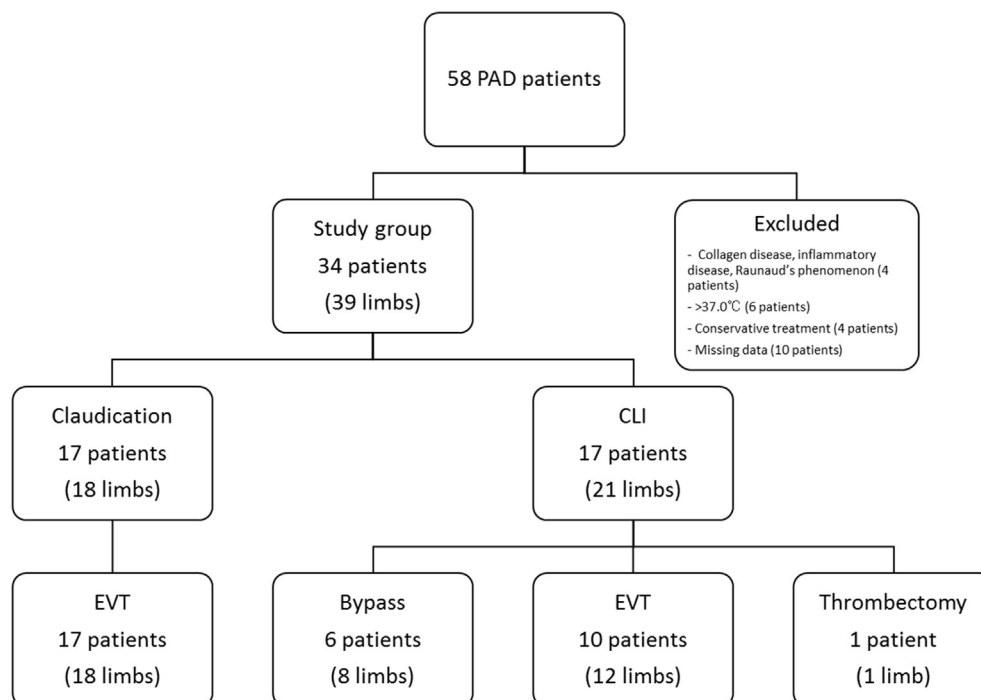 58 PAD patients
Study group
34 patients
(39 limbs)
Excluded
- Collagen disease, inflammatory
disease, Raunaud's phenomenon (4
patients)
- >37.0℃ (6 patients)
- Conservative treatment (4 patients)
- Missing data (10 patients)
Claudication
17 patients
(18 limbs)
CLI
17 patients
(21 limbs)
EVT
17 patients
(18 limbs)
Bypass
6 patients
(8 limbs)
EVT
10 patients
(12 limbs)
Thrombectomy
1 patient
(1 limb)